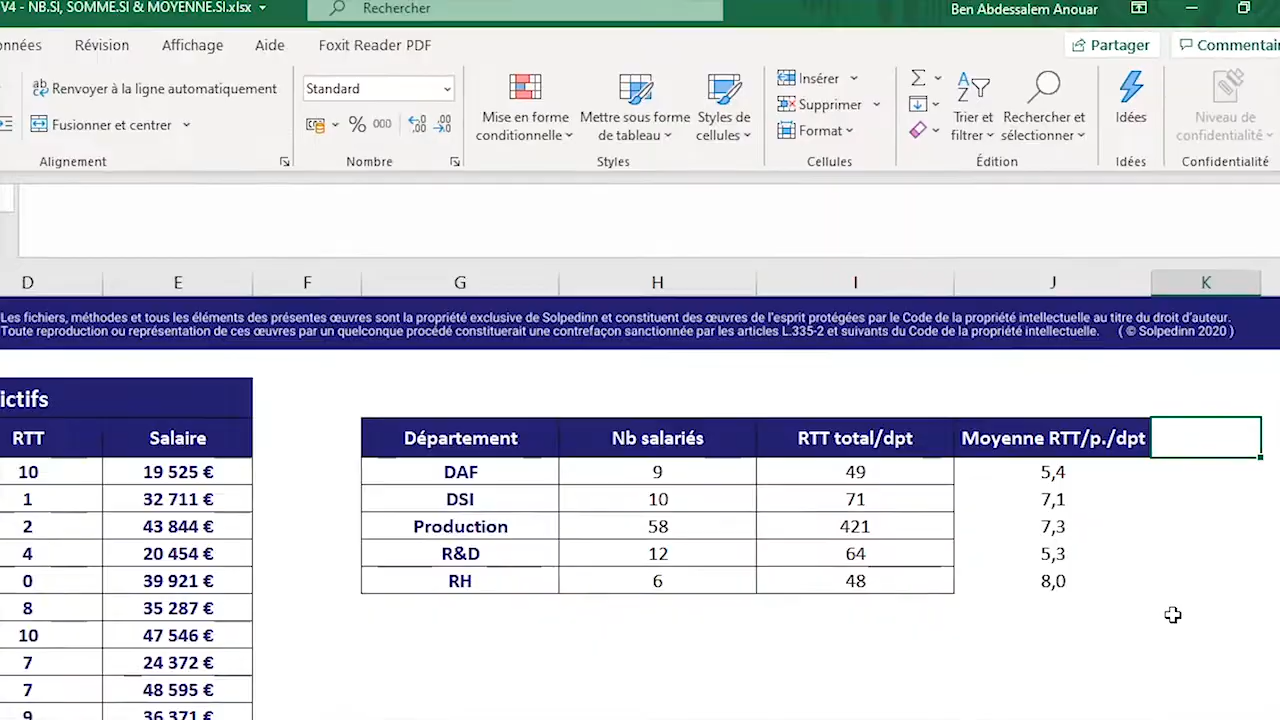 V4 - NB.SI, SOMME.SI & MOYENNE.SI.xlsx
Rechercher
Ben Abdessalem Anouar
onnées Révision Affichage Aide Foxit Reader PDF
Partager
Commentair
Renvoyer à la ligne automatiquement
Fusionner et centrer
Alignement
Standard
% 000
Nombre
Mise en forme conditionnelle
Mettre sous forme de tableau
Styles de cellules
Styles
Insérer
Supprimer
Format
Cellules
Trier et filtrer
Rechercher et sélectionner
Édition
Idées
Idées
Niveau de confidentialité
Confidentialité
D E F G H I J K
Les fichiers, méthodes et tous les éléments des présentes œuvres sont la propriété exclusive de Solpedinn et constituent des œuvres de l'esprit protégées par le Code de la propriété intellectuelle au titre du droit d'auteur.
Toute reproduction ou représentation de ces œuvres par un quelconque procédé constituerait une contrefaçon sanctionnée par les articles L.335-2 et suivants du Code de la propriété intellectuelle. ( © Solpedinn 2020 )
ictifs
RTT Salaire
10 19 525 €
1 32 711 €
2 43 844 €
4 20 454 €
0 39 921 €
8 35 287 €
10 47 546 €
7 24 372 €
7 48 595 €
9 36 371 €
Département Nb salariés RTT total/dpt Moyenne RTT/p./dpt
DAF 9 49 5,4
DSI 10 71 7,1
Production 58 421 7,3
R&D 12 64 5,3
RH 6 48 8,0